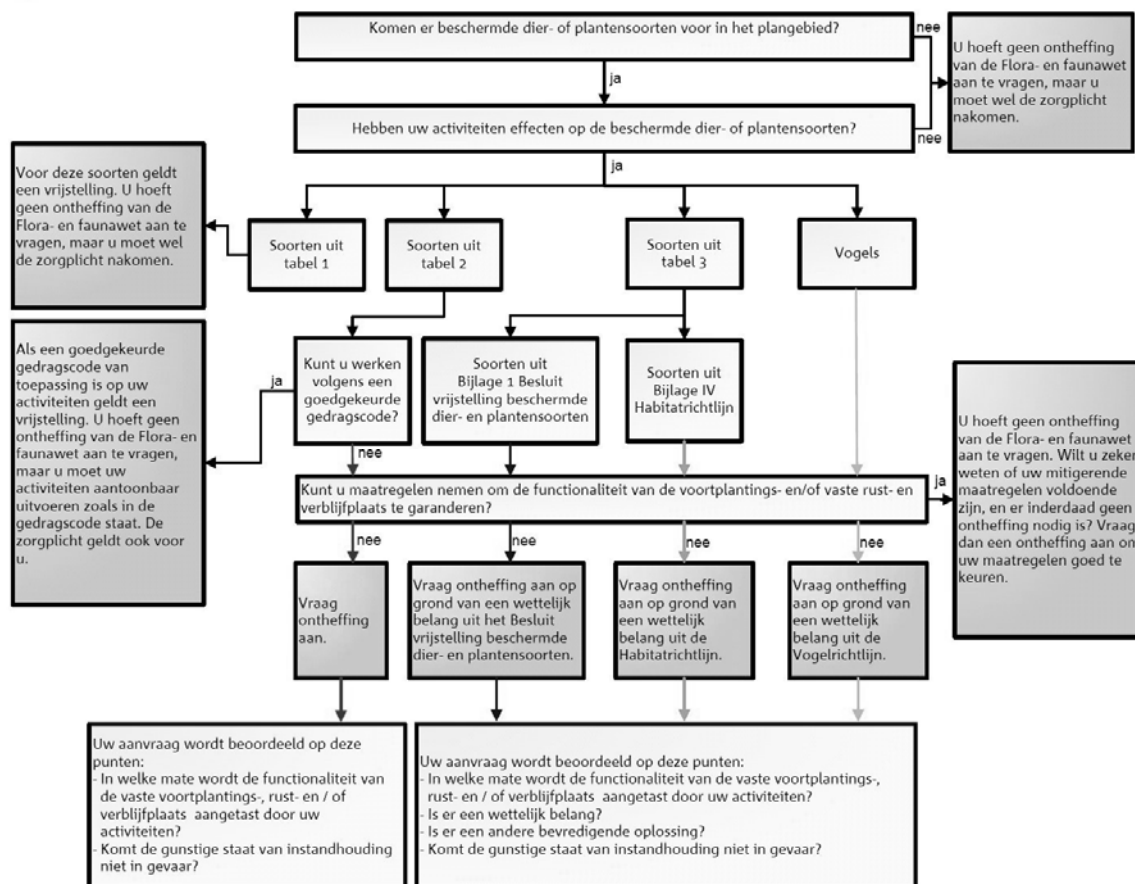 Komen er beschermde dier- of plantensoorten voor in het plangebied?
nee
U hoeft geen ontheffing
van de Flora- en faunawet
aan te vragen, maar u
moet wel de zorgplicht
nakomen.
ja
Hebben uw activiteiten effecten op de beschermde dier- of plantensoorten?
nee
ja
Voor deze soorten geldt
een vrijstelling. U hoeft
geen ontheffing van de
Flora- en faunawet aan te
vragen, maar u moet wel
de zorgplicht nakomen.
Soorten uit
tabel 1
Soorten uit
tabel 2
Soorten uit
tabel 3
Vogels
Als een goedgekeurde
gedragscode van
toepassing is op uw
activiteiten geldt een
vrijstelling. U hoeft geen
ontheffing van de Flora- en
faunawet aan te vragen,
maar u moet uw
activiteiten aantoonbaar
uitvoeren zoals in de
gedragscode staat. De
zorgplicht geldt ook voor
u.
ja
Kunt u werken
volgens een
goedgekeurde
gedragscode?
Soorten uit
Bijlage 1 Besluit
vrijstelling beschermde
dier- en plantensoorten
Soorten uit
Bijlage IV
Habitatrichtlijn
nee
Kunt u maatregelen nemen om de functionaliteit van de voortplantings- en/of vaste rust- en
verblijfplaats te garanderen?
ja
U hoeft geen ontheffing
van de Flora- en faunawet
aan te vragen. Wilt u zeker
weten of uw mitigerende
maatregelen voldoende
zijn, en er inderdaad geen
ontheffing nodig is? Vraag
dan een ontheffing aan om
uw maatregelen goed te
keuren.
nee
nee
nee
nee
Vraag
ontheffing
aan.
Vraag ontheffing aan op
grond van een wettelijk
belang uit het Besluit
vrijstelling beschermde
dier- en plantensoorten.
Vraag ontheffing
aan op grond van
een wettelijk
belang uit de
Habitatrichtlijn.
Vraag ontheffing
aan op grond van
een wettelijk
belang uit de
Vogelrichtlijn.
Uw aanvraag wordt beoordeeld op deze
punten:
- In welke mate wordt de functionaliteit van
de vaste voortplantings-, rust- en / of
verblijfplaats aangetast door uw
activiteiten?
- Komt de gunstige staat van instandhouding
niet in gevaar?
Uw aanvraag wordt beoordeeld op deze punten:
- In welke mate wordt de functionaliteit van de vaste voortplantings-,
rust- en / of verblijfplaats aangetast door uw activiteiten?
- Is er een wettelijk belang?
- Is er een andere bevredigende oplossing?
- Komt de gunstige staat van instandhouding niet in gevaar?